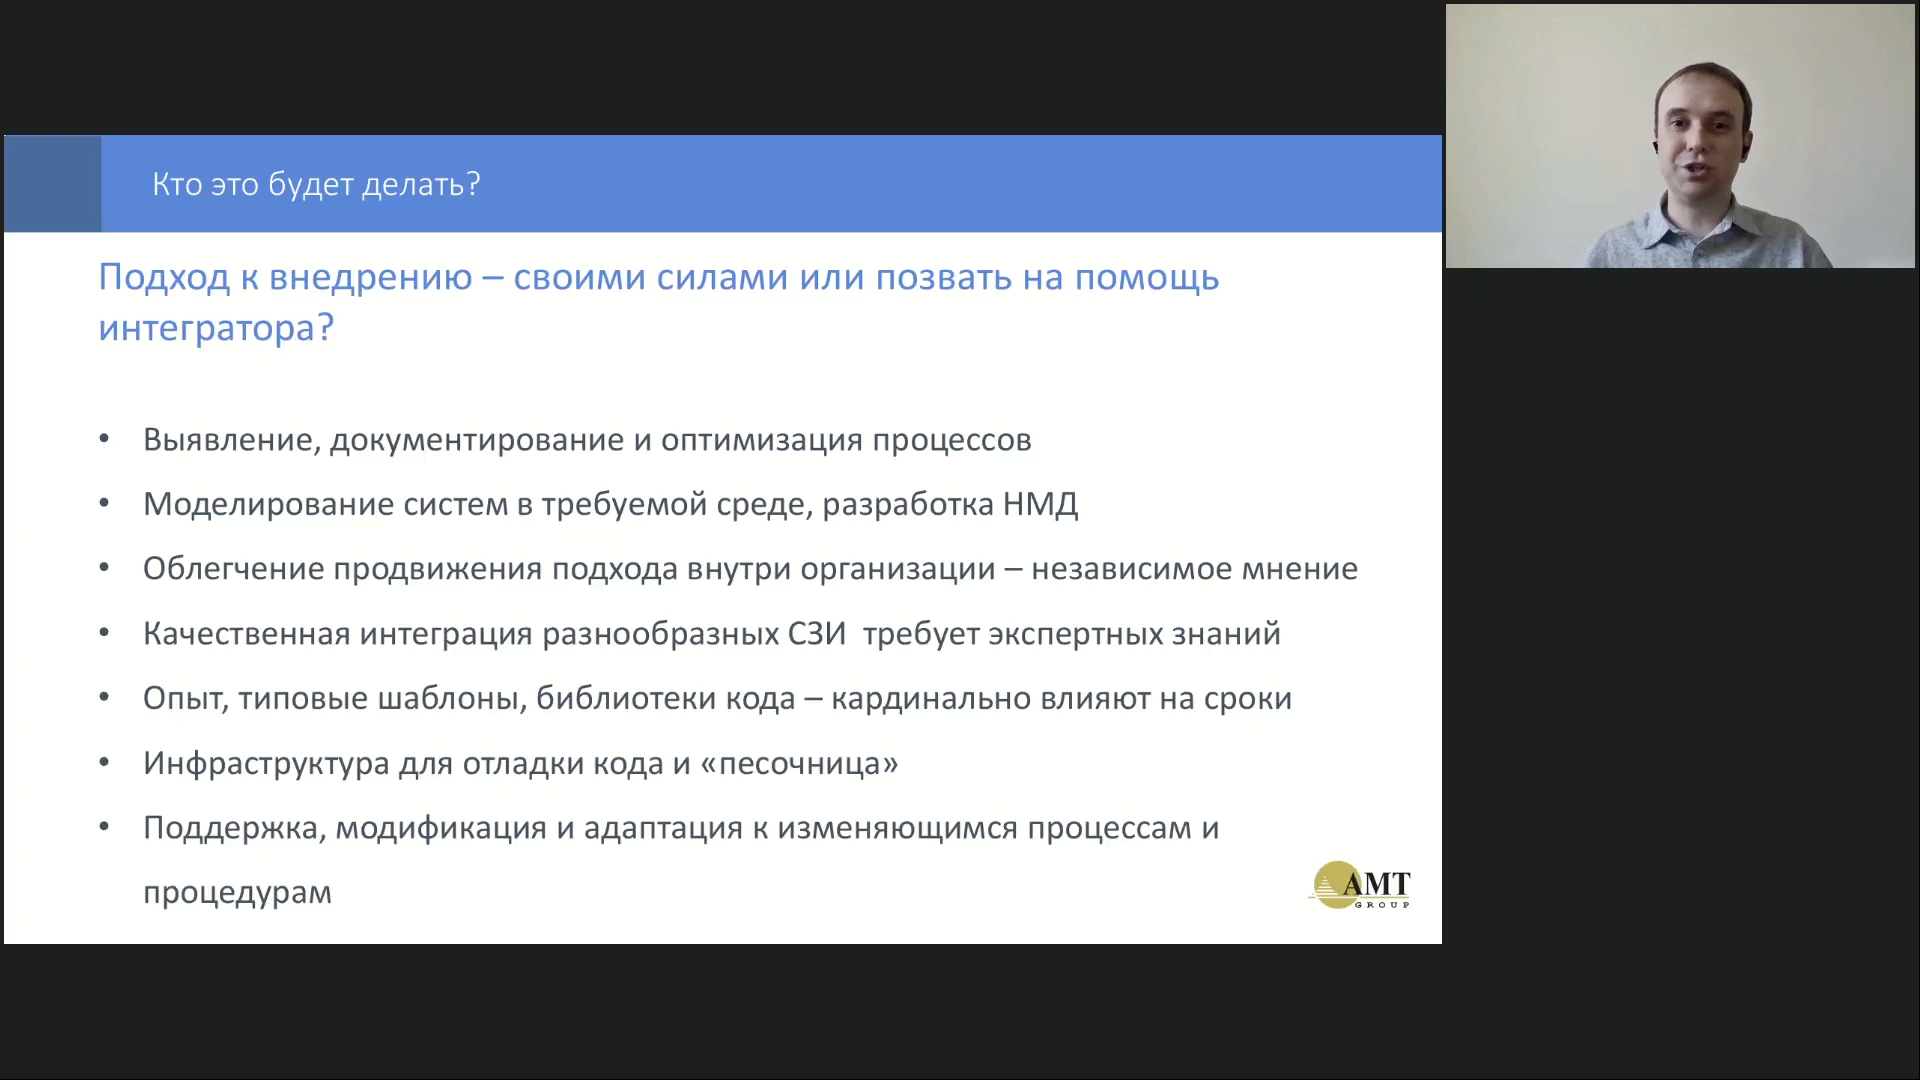 Кто это будет делать?
Подход к внедрению – своими силами или позвать на помощь
интегратора?
• Выявление, документирование и оптимизация процессов
• Моделирование систем в требуемой среде, разработка НМД
• Облегчение продвижения подхода внутри организации – независимое мнение
• Качественная интеграция разнообразных СЗИ  требует экспертных знаний
• Опыт, типовые шаблоны, библиотеки кода – кардинально влияют на сроки
• Инфраструктура для отладки кода и «песочница»
• Поддержка, модификация и адаптация к изменяющимся процессам и
процедурам
AMT
GROUP